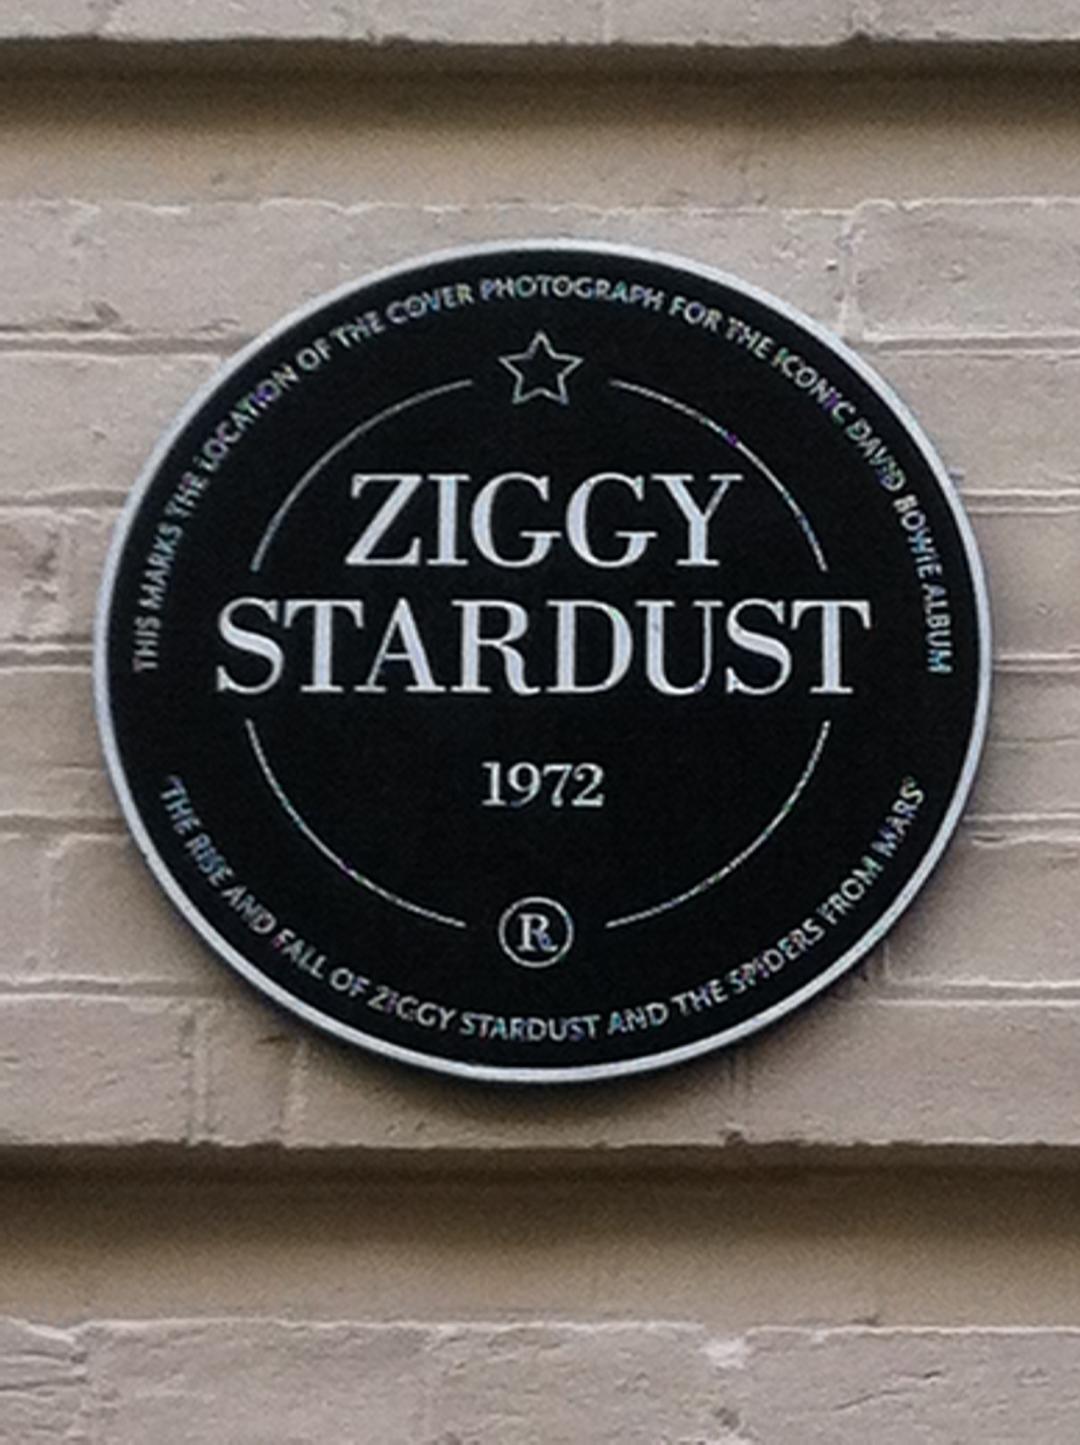 THIS MARKS THE LOCATION OF THE COVER PHOTOGRAPH FOR THE ICONIC DAVID BOWIE ALBUM
ZIGGY
STARDUST
1972
R
'THE RISE AND FALL OF ZIGGY STARDUST AND THE SPIDERS FROM MARS'